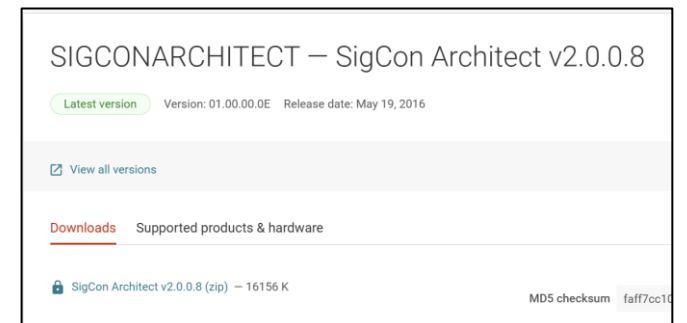 SIGCONARCHITECT — SigCon Architect v2.0.0.8
Latest version Version: 01.00.00.0E Release date: May 19, 2016
View all versions
Downloads Supported products & hardware
SigCon Architect v2.0.0.8 (zip) — 16156 K
MD5 checksum faff7cc10